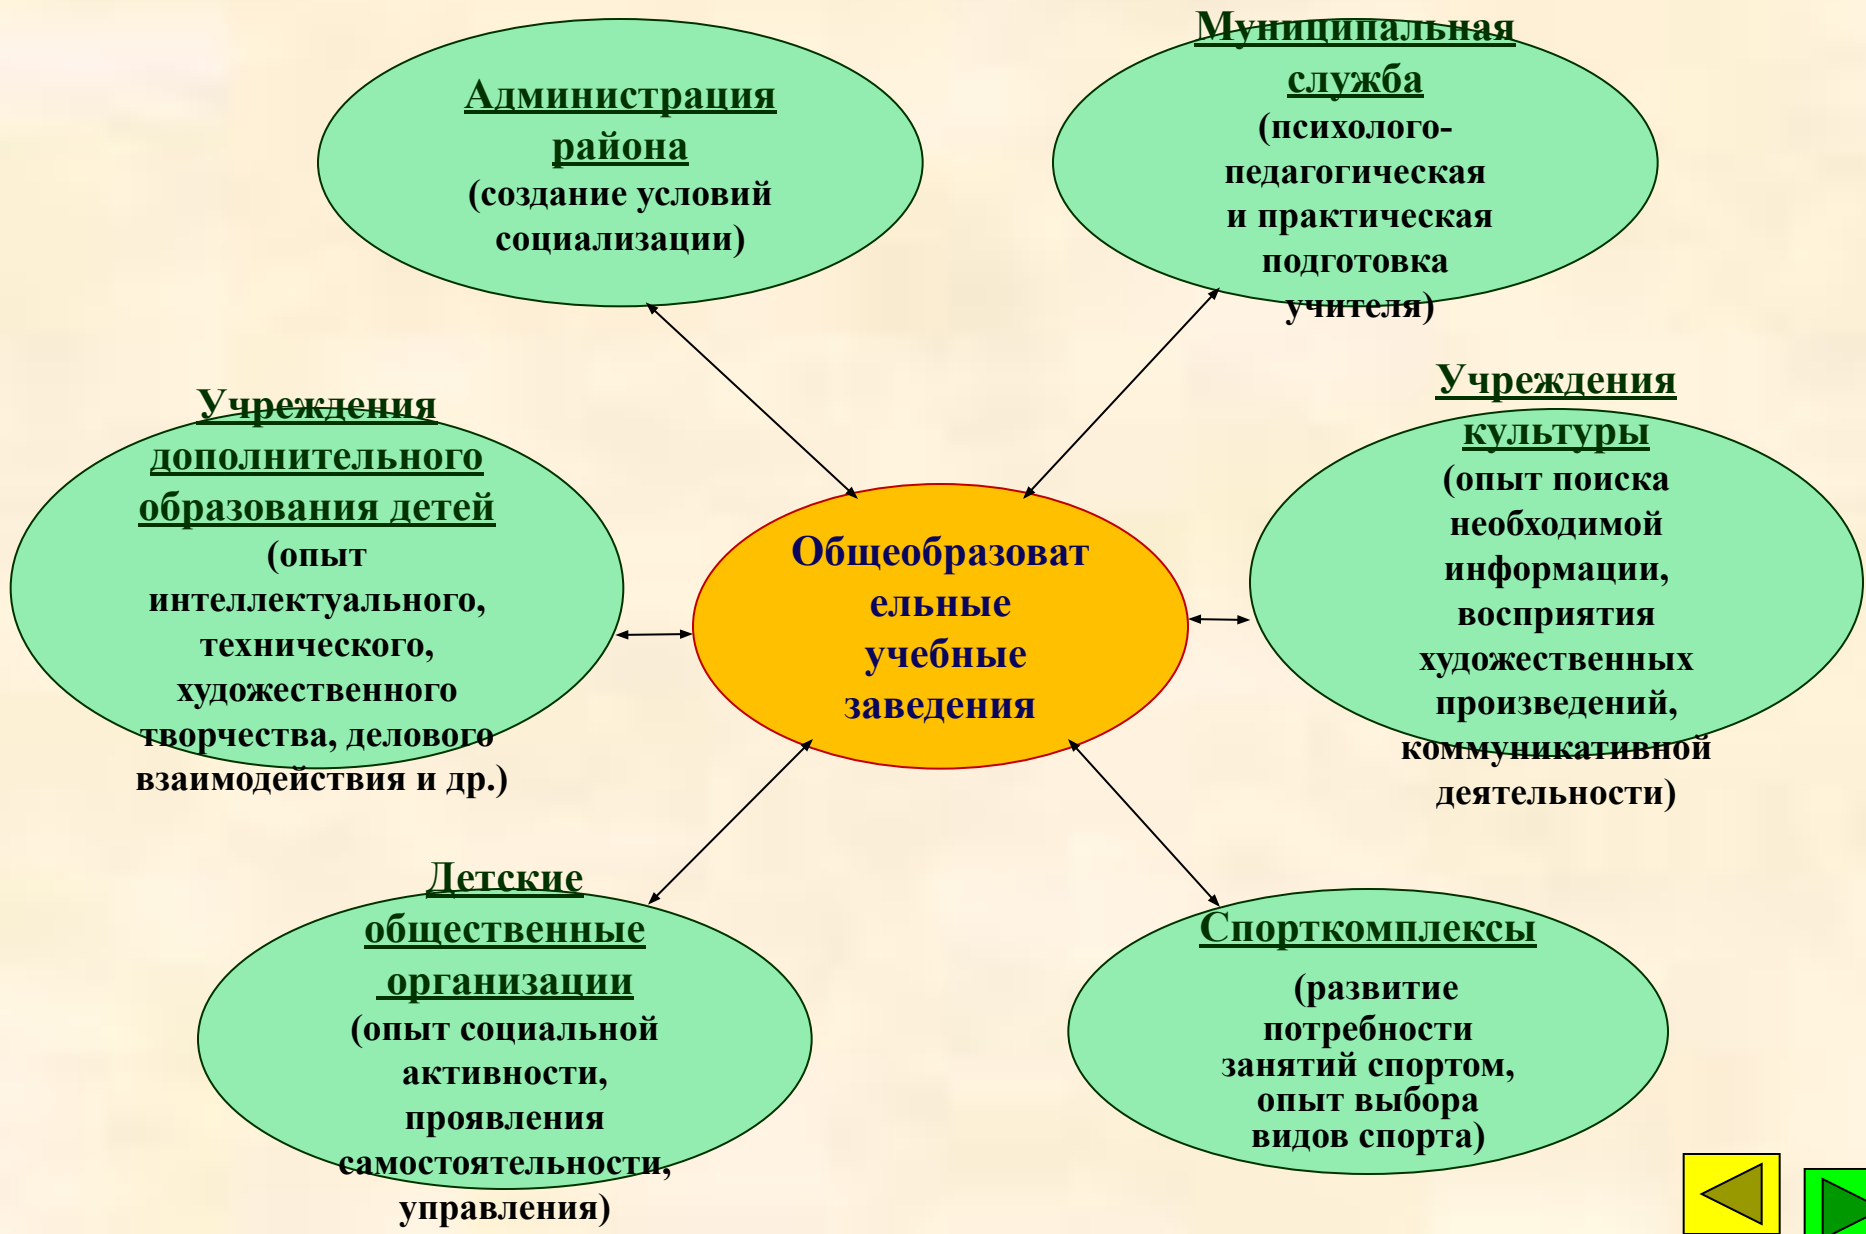 Администрация
района
(создание условий
социализации)
Муниципальная
служба
(психолого-
педагогическая
и практическая
подготовка
учителя)
Учреждения
дополнительного
образования детей
(опыт
интеллектуального,
технического,
художественного
творчества, делового
взаимодействия и др.)
Общеобразоват
ельные
учебные
заведения
Учреждения
культуры
(опыт поиска
необходимой
информации,
восприятия
художественных
произведений,
коммуникативной
деятельности)
Детские
общественные
организации
(опыт социальной
активности,
проявления
самостоятельности,
управления)
Спорткомплексы
(развитие
потребности
занятий спортом,
опыт выбора
видов спорта)